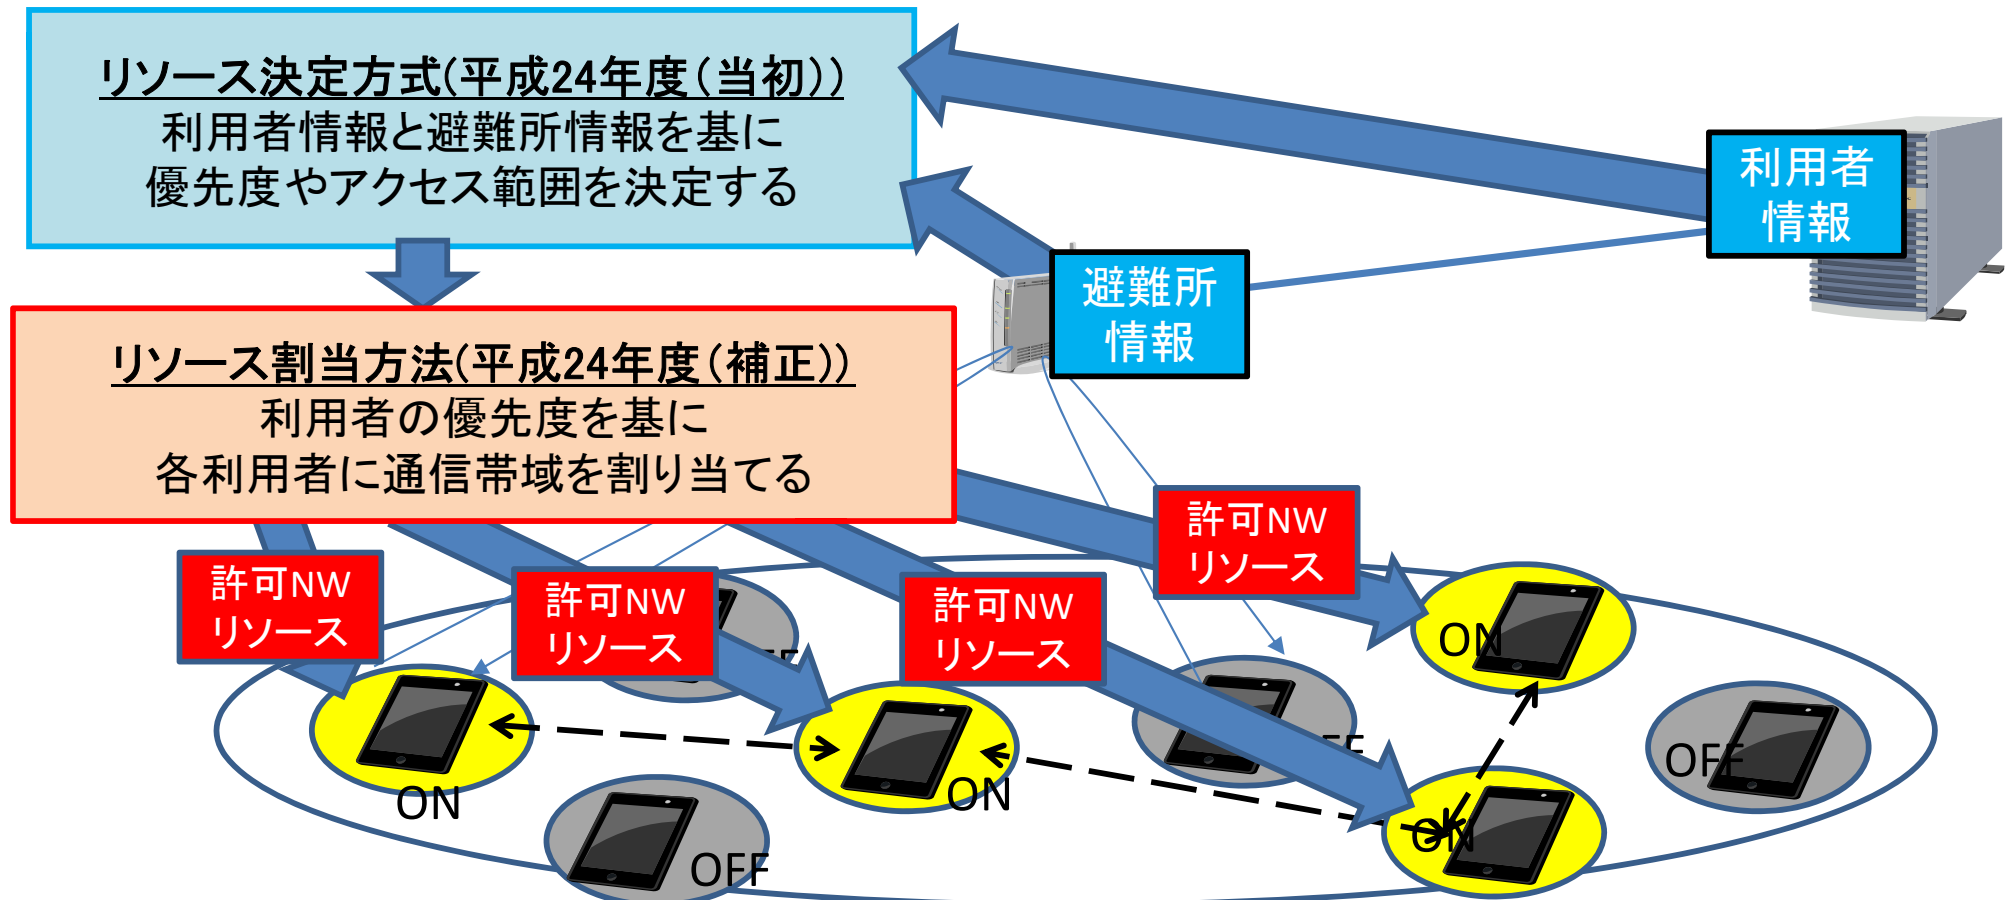 リソース決定方式(平成24年度(当初))
利用者情報と避難所情報を基に
優先度やアクセス範囲を決定する
利用者
情報
避難所
情報
リソース割当方法(平成24年度(補正))
利用者の優先度を基に
各利用者に通信帯域を割り当てる
許可NW
リソース
許可NW
リソース
許可NW
リソース
許可NW
リソース
ON
ON
ON
ON
OFF
OFF